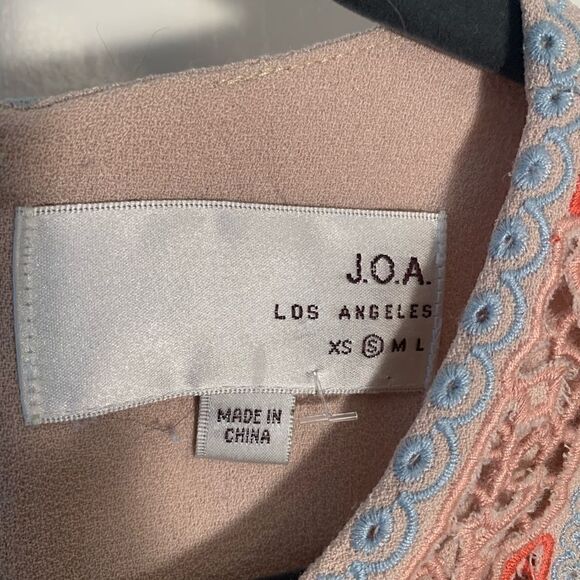 J.O.A.
LOS ANGELES
XS S M L
MADE IN
CHINA